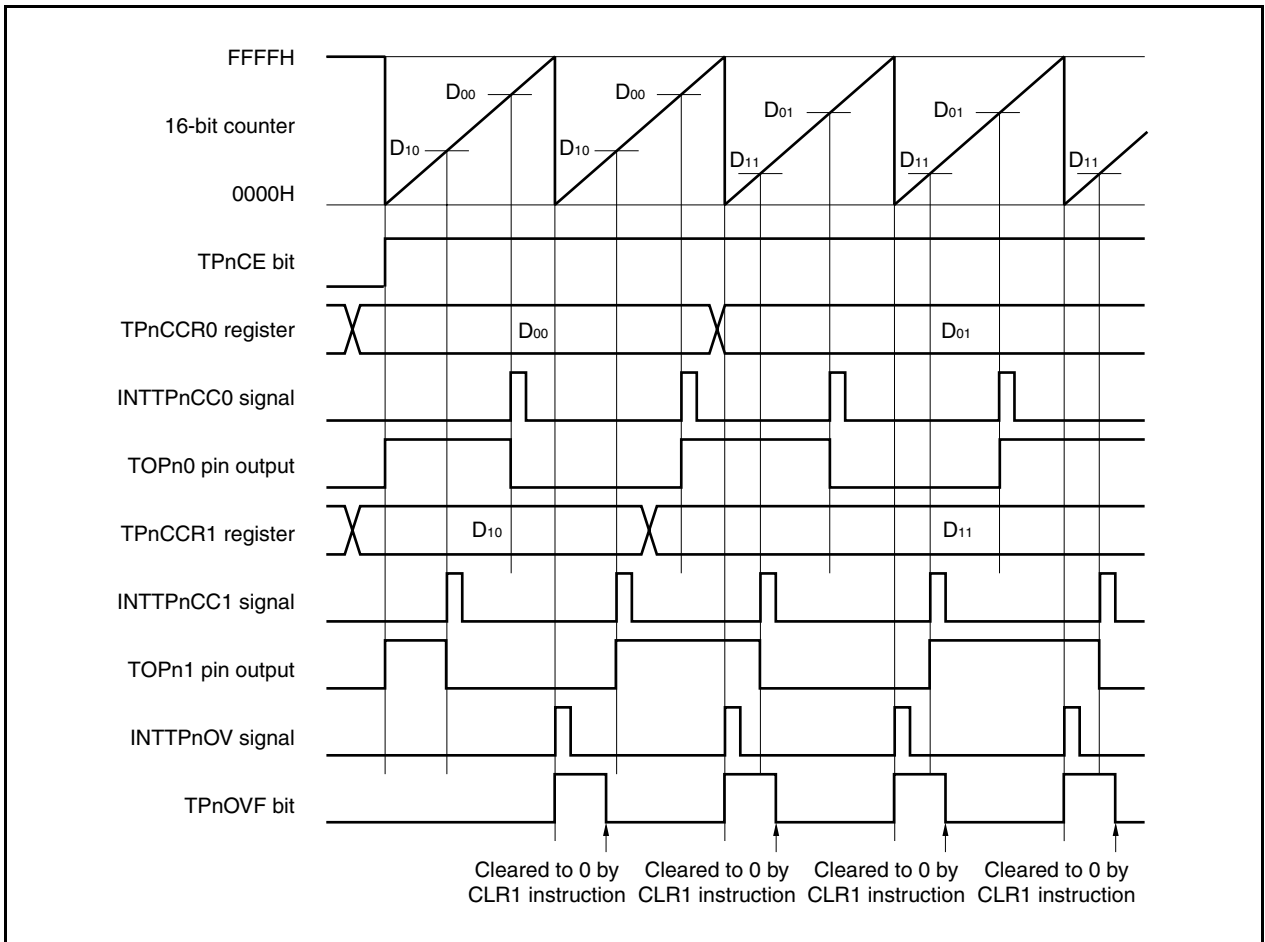 FFFFH
D00
D00
D01
D01
16-bit counter
D10
D10
D11
D11
D11
0000H
TPnCE bit
TPnCCR0 register
D00
D01
INTTPnCC0 signal
TOPn0 pin output
TPnCCR1 register
D10
D11
INTTPnCC1 signal
TOPn1 pin output
INTTPnOV signal
TPnOVF bit
Cleared to 0 by
CLR1 instruction
Cleared to 0 by
CLR1 instruction
Cleared to 0 by
CLR1 instruction
Cleared to 0 by
CLR1 instruction